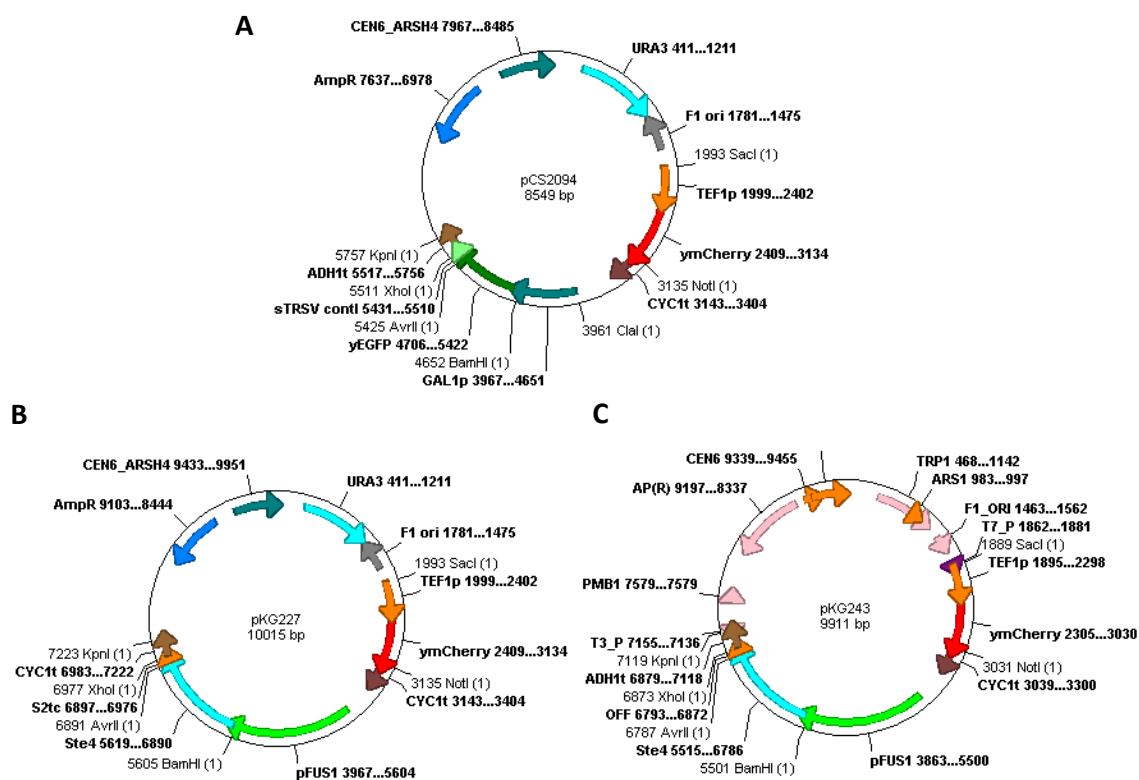 A
CEN6_ARSH4 7967...8485
URA3 411...1211
AmpR 7637...6978
F1 ori 1781...1475
1993 SacI (1)
pCS2094
8549 bp
TEF1p 1999...2402
ymCherry 2409...3134
5757 KpnI (1)
ADH1t 5517...5756
5511 XhoI (1)
3135 NotI (1)
CYC1t 3143...3404
sTRSV contl 5431...5510
5425 AvrII (1)
3961 ClaI (1)
yEGFP 4706...5422
4652 BamHI (1)
GAL1p 3967...4651
B
CEN6_ARSH4 9433...9951
URA3 411...1211
AmpR 9103...8444
F1 ori 1781...1475
1993 SacI (1)
TEF1p 1999...2402
pKG227
10015 bp
ymCherry 2409...3134
7223 KpnI (1)
CYC1t 6983...7222
6977 XhoI (1)
3135 NotI (1)
S2tc 6897...6976
CYC1t 3143...3404
6891 AvrII (1)
Ste4 5619...6890
5605 BamHI (1)
pFUS1 3967...5604
C
CEN6 9339...9455
TRP1 468...1142
ARS1 983...997
AP(R) 9197...8337
F1_ORI 1463...1562
T7_P 1862...1881
1889 SacI (1)
TEF1p 1895...2298
PMB1 7579...7579
pKG243
9911 bp
ymCherry 2305...3030
T3_P 7155...7136
7119 KpnI (1)
ADH1t 6879...7118
3031 NotI (1)
6873 XhoI (1)
CYC1t 3039...3300
OFF 6793...6872
6787 AvrII (1)
Ste4 5515...6786
5501 BamHI (1)
pFUS1 3863...5500